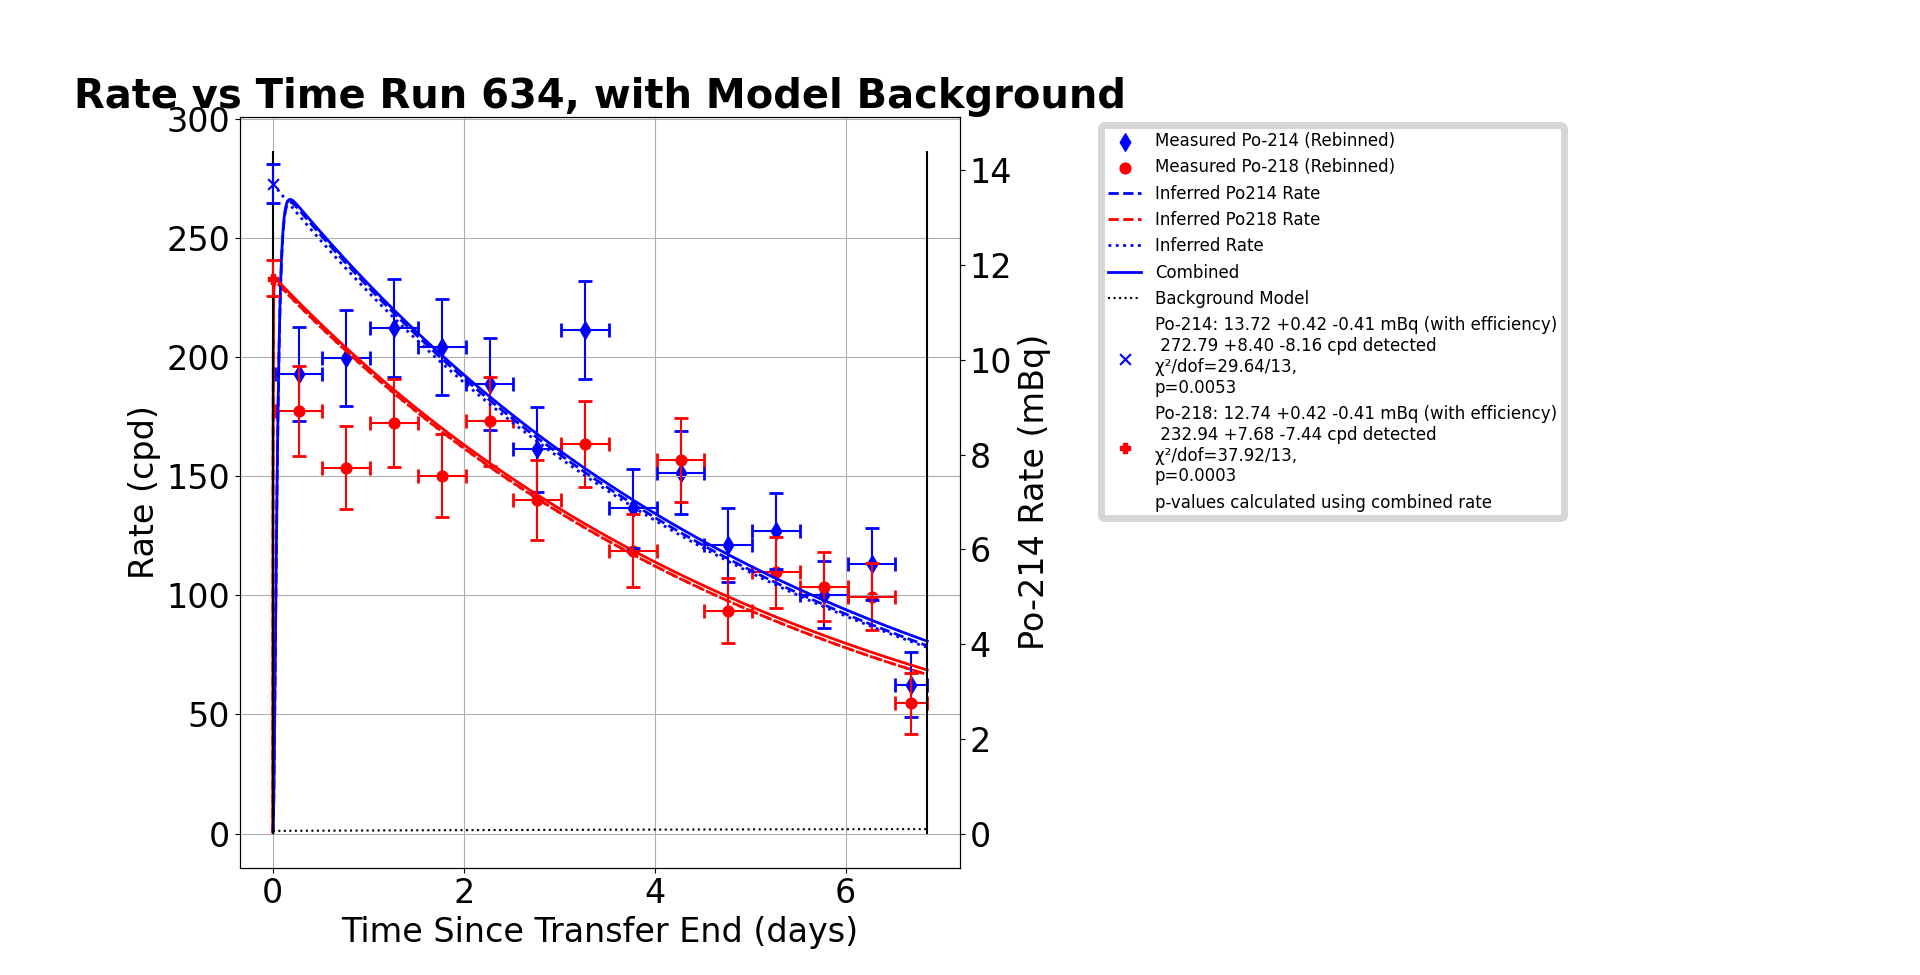 Rate vs Time Run 634, with Model Background
300
250
200
150
100
50
0
Rate (cpd)
14
12
10
8
6
4
2
0
Po-214 Rate (mBq)
0 2 4 6
Time Since Transfer End (days)
Measured Po-214 (Rebinned)
Measured Po-218 (Rebinned)
Inferred Po214 Rate
Inferred Po218 Rate
Inferred Rate
Combined
Background Model
Po-214: 13.72 +0.42 -0.41 mBq (with efficiency)
272.79 +8.40 -8.16 cpd detected
χ²/dof=29.64/13,
p=0.0053
Po-218: 12.74 +0.42 -0.41 mBq (with efficiency)
232.94 +7.68 -7.44 cpd detected
χ²/dof=37.92/13,
p=0.0003
p-values calculated using combined rate